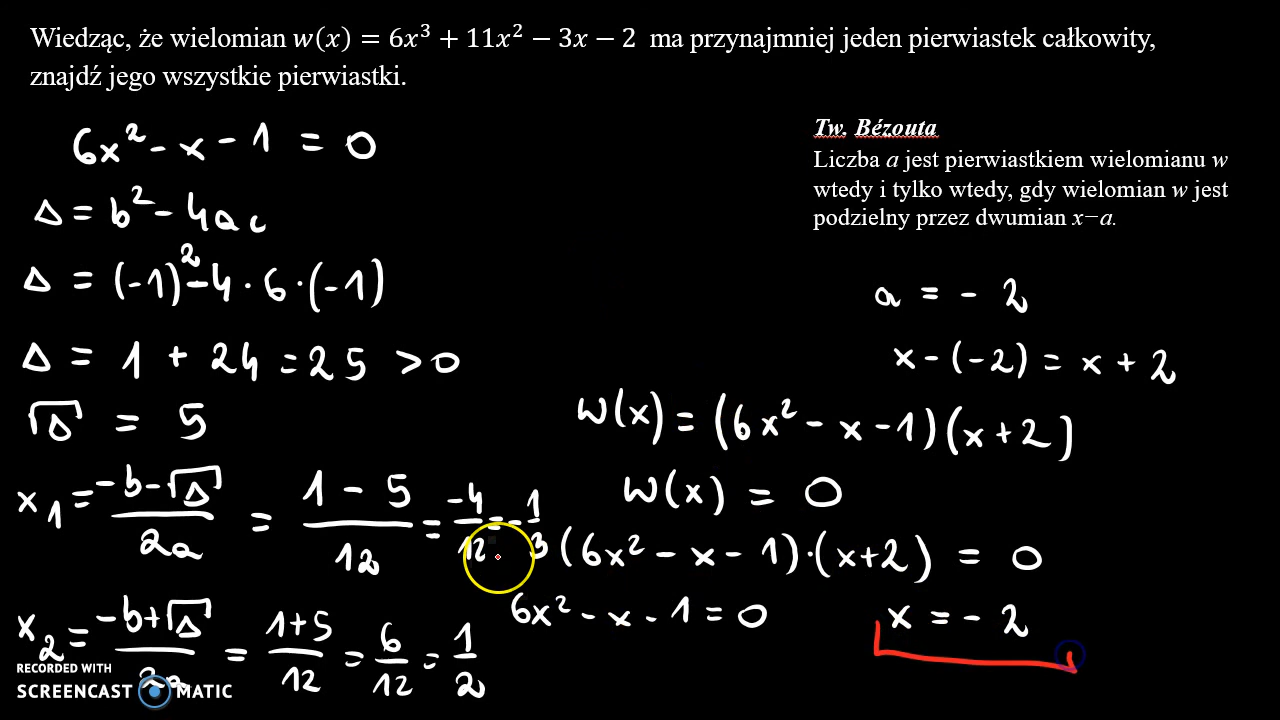 Wiedząc, że wielomian w(x) = 6x³ + 11x² − 3x − 2 ma przynajmniej jeden pierwiastek całkowity,
znajdź jego wszystkie pierwiastki.
6x² - x - 1 = 0
Δ = b² - 4ac
Δ = (-1)² - 4 · 6 · (-1)
Δ = 1 + 24 = 25 > 0
√Δ = 5
x₁ = (-b - √Δ)/2a = (1 - 5)/12 = -4/12 = -1/3
x₂ = (-b + √Δ)/2a = (1 + 5)/12 = 6/12 = 1/2
Tw. Bézouta
Liczba a jest pierwiastkiem wielomianu w
wtedy i tylko wtedy, gdy wielomian w jest
podzielny przez dwumian x−a.
a = - 2
x - (-2) = x + 2
W(x) = (6x² - x - 1)(x + 2)
W(x) = 0
(6x² - x - 1) · (x + 2) = 0
6x² - x - 1 = 0
x = - 2
RECORDED WITH
SCREENCAST MATIC